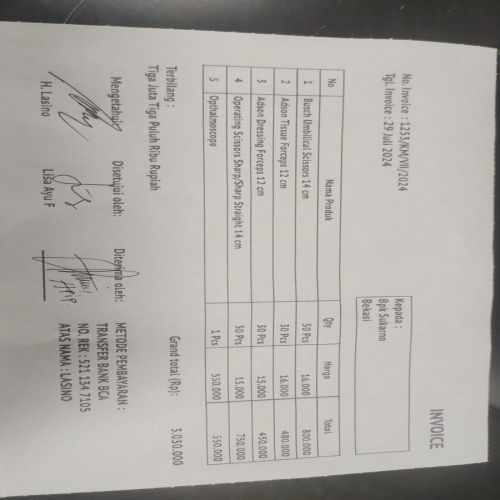 INVOICE
No. Invoice : 1233/KM/VII/2024
Tgl. Invoice : 29 Juli 2024
Kepada :
Bpk Sukarno
Bekasi
No Nama Produk Qty Harga Total
1 Busch Umbilical Scissors 14 cm 50 Pcs 16.000 800.000
2 Adson Tissue Forceps 12 cm 30 Pcs 16.000 480.000
3 Adson Dressing Forceps 12 cm 30 Pcs 15.000 450.000
4 Operating Scissors Sharp/Sharp Straight 14 cm 50 Pcs 15.000 750.000
5 Opthalmoscope 1 Pcs 550.000 550.000
Grand total (Rp): 3.030.000
Terbilang :
Tiga Juta Tiga Puluh Ribu Rupiah
Mengetahui: Disetujui oleh: Diterima oleh:
H.Lasino Lisa Ayu F
METODE PEMBAYARAN :
TRANSFER BANK BCA
NO. REK : 521 134 7105
ATAS NAMA : LASINO